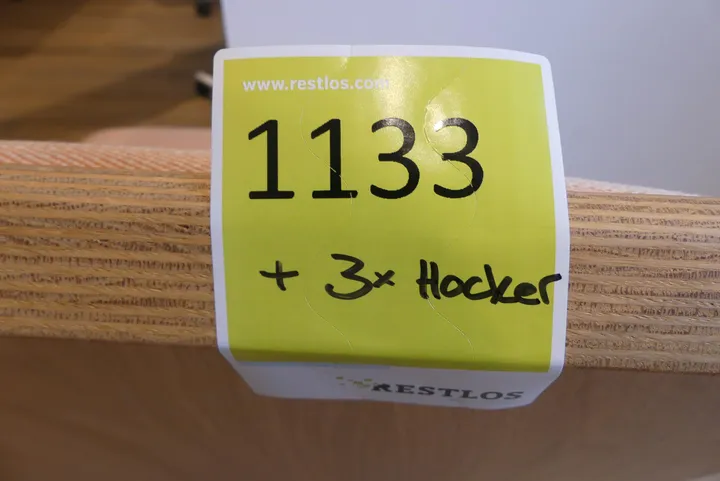 www.restlos.com
1133
+ 3x Hocker
RESTLOS